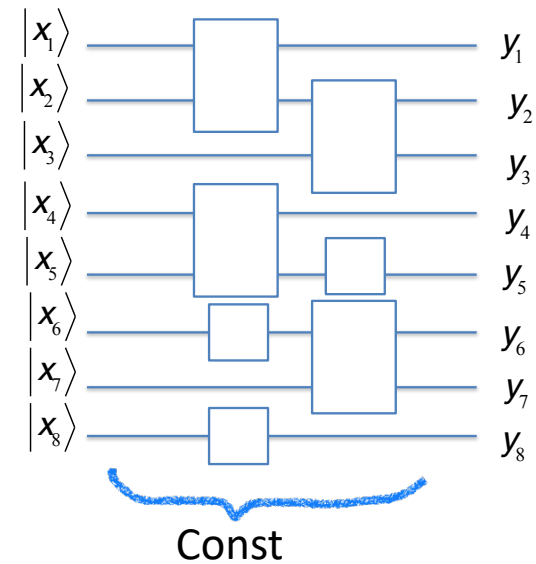 |x₁⟩ y₁
|x₂⟩ y₂
|x₃⟩ y₃
|x₄⟩ y₄
|x₅⟩ y₅
|x₆⟩ y₆
|x₇⟩ y₇
|x₈⟩ y₈
Const